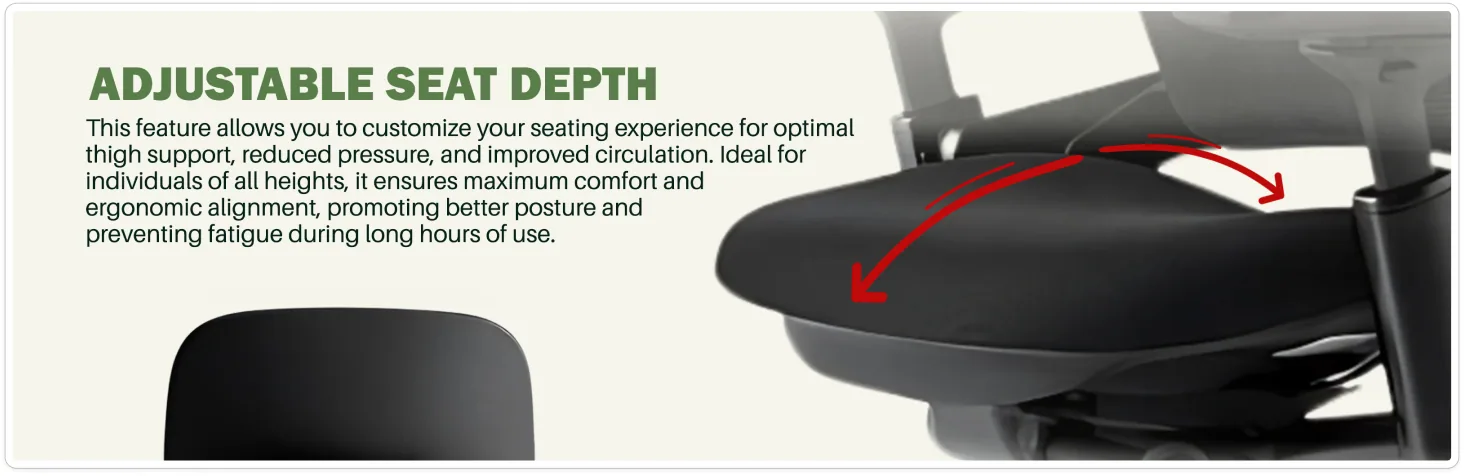 ADJUSTABLE SEAT DEPTH
This feature allows you to customize your seating experience for optimal
thigh support, reduced pressure, and improved circulation. Ideal for
individuals of all heights, it ensures maximum comfort and
ergonomic alignment, promoting better posture and
preventing fatigue during long hours of use.